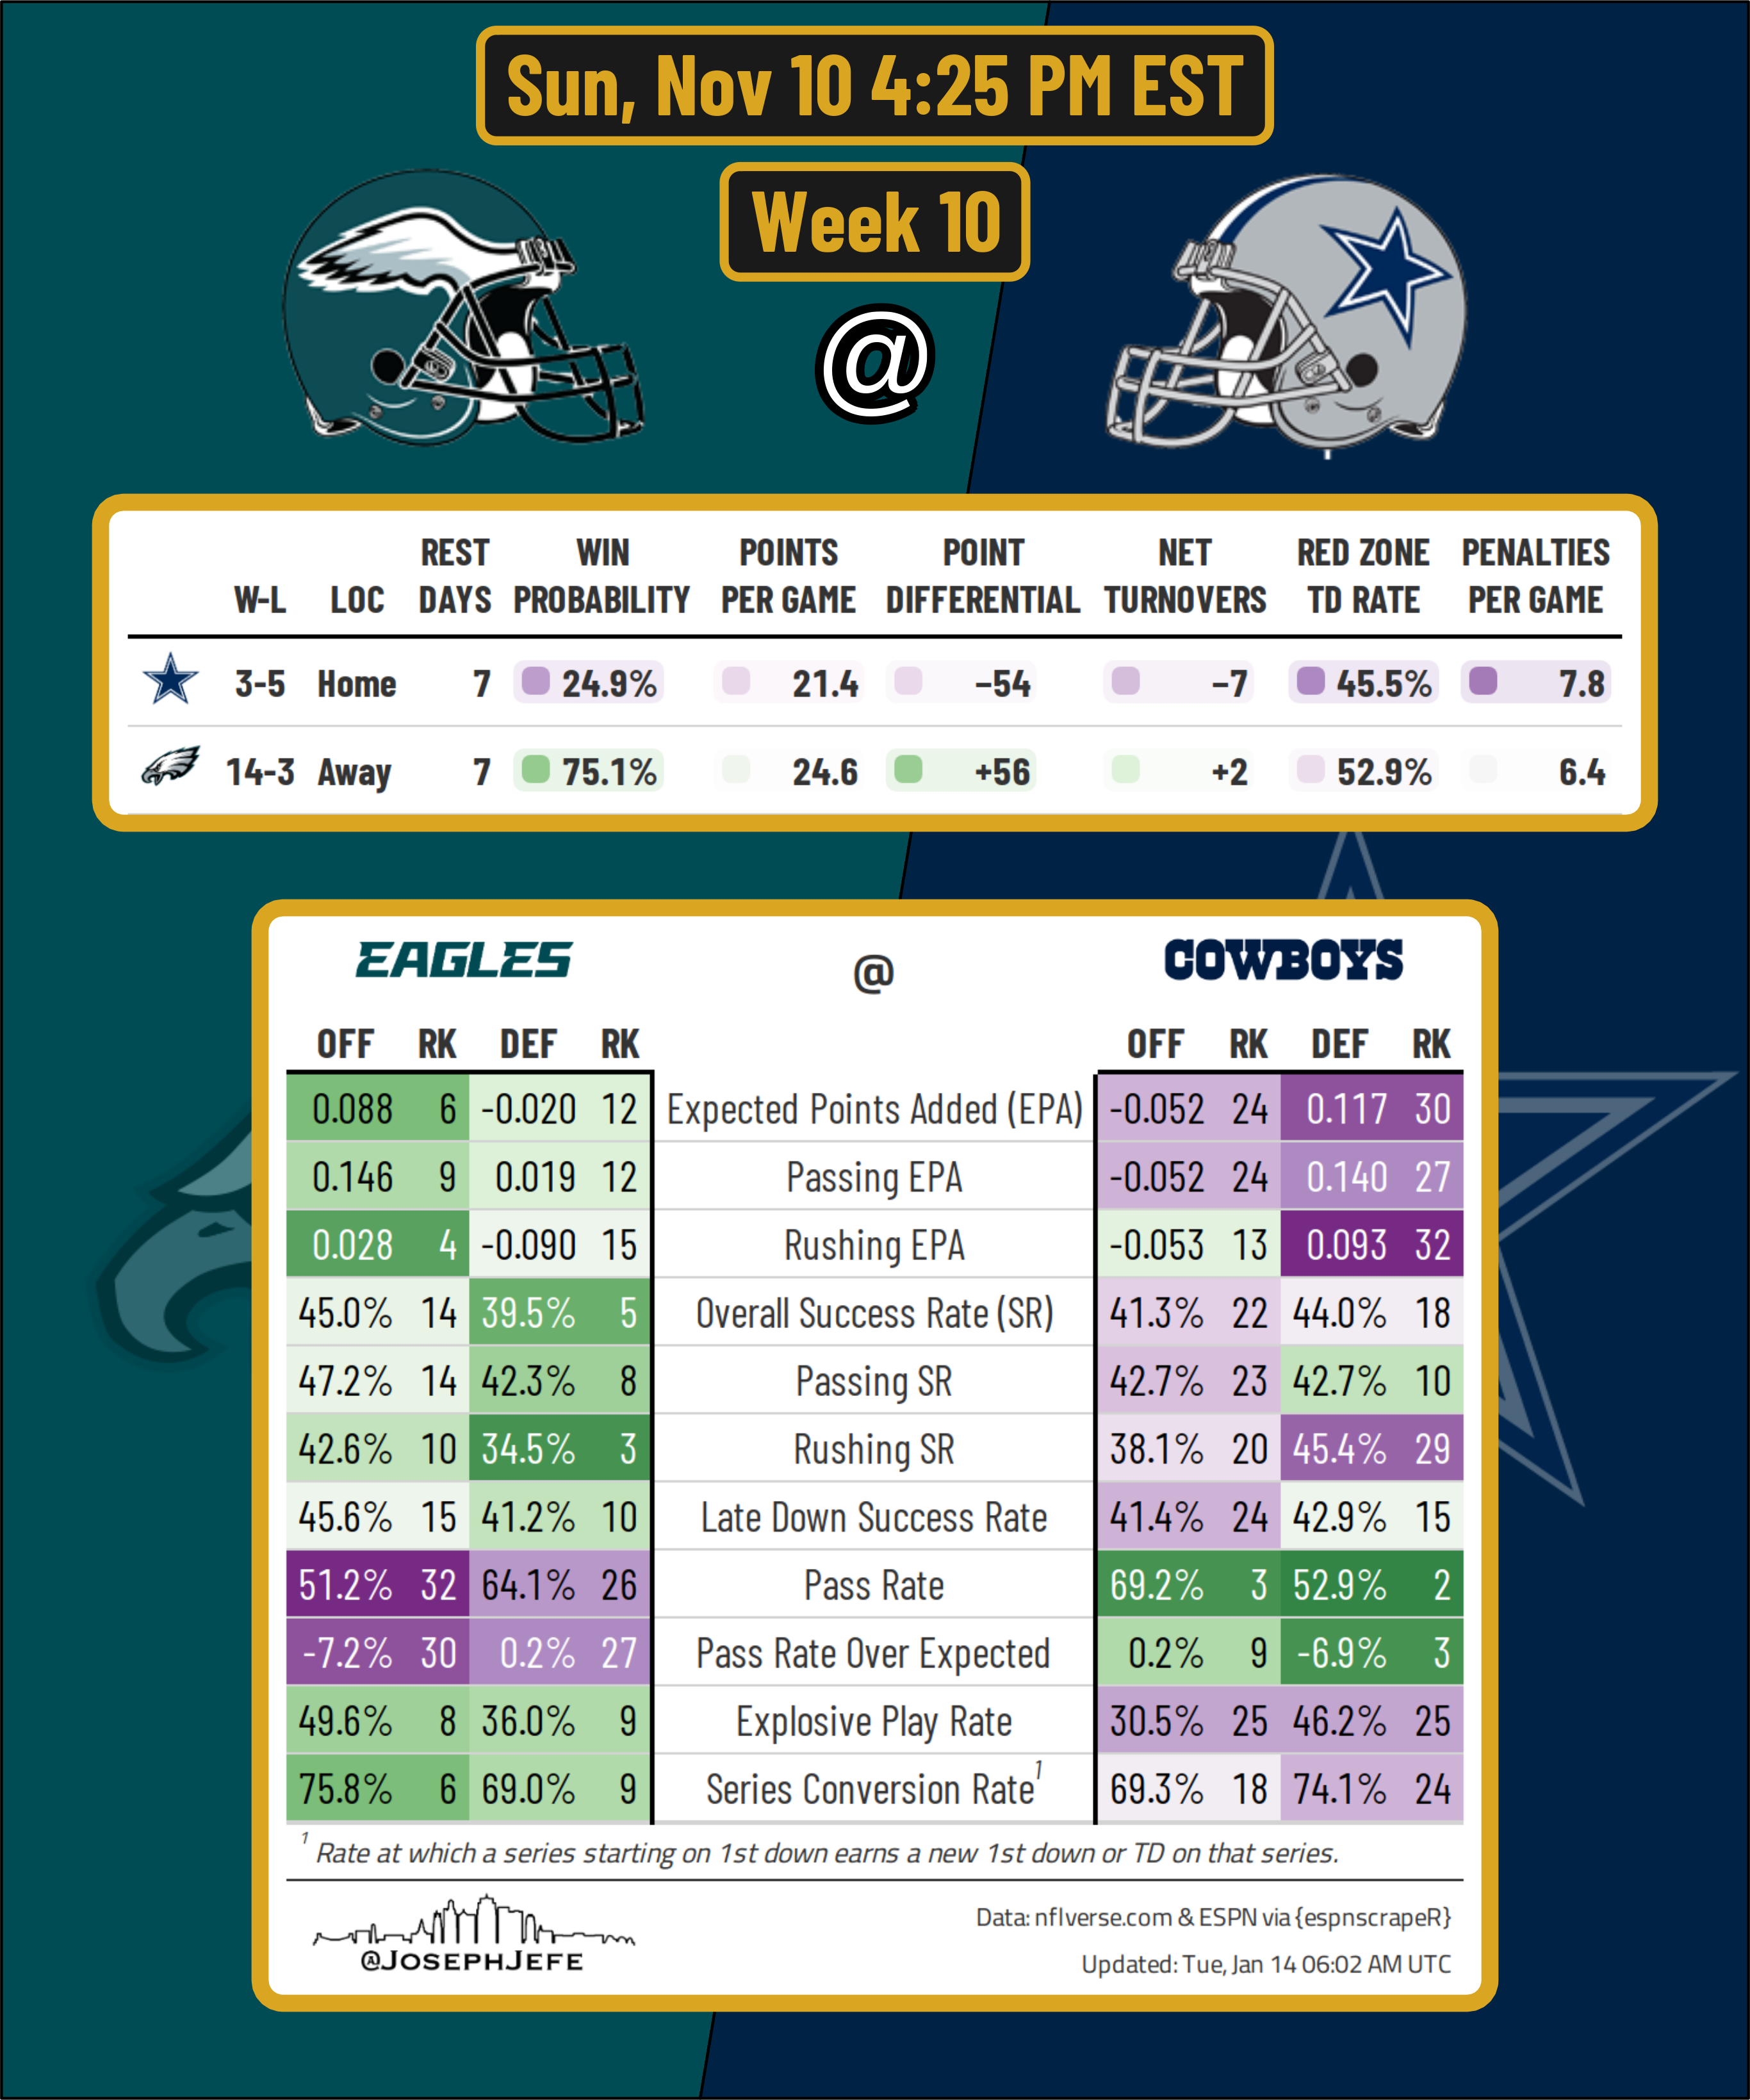 Sun, Nov 10 4:25 PM EST
Week 10
@
W-L LOC REST DAYS WIN PROBABILITY POINTS PER GAME POINT DIFFERENTIAL NET TURNOVERS RED ZONE TD RATE PENALTIES PER GAME
3-5 Home 7 24.9% 21.4 −54 −7 45.5% 7.8
14-3 Away 7 75.1% 24.6 +56 +2 52.9% 6.4
EAGLES @ COWBOYS
OFF RK DEF RK OFF RK DEF RK
0.088 6 -0.020 12 Expected Points Added (EPA) -0.052 24 0.117 30
0.146 9 0.019 12 Passing EPA -0.052 24 0.140 27
0.028 4 -0.090 15 Rushing EPA -0.053 13 0.093 32
45.0% 14 39.5% 5 Overall Success Rate (SR) 41.3% 22 44.0% 18
47.2% 14 42.3% 8 Passing SR 42.7% 23 42.7% 10
42.6% 10 34.5% 3 Rushing SR 38.1% 20 45.4% 29
45.6% 15 41.2% 10 Late Down Success Rate 41.4% 24 42.9% 15
51.2% 32 64.1% 26 Pass Rate 69.2% 3 52.9% 2
-7.2% 30 0.2% 27 Pass Rate Over Expected 0.2% 9 -6.9% 3
49.6% 8 36.0% 9 Explosive Play Rate 30.5% 25 46.2% 25
75.8% 6 69.0% 9 Series Conversion Rate¹ 69.3% 18 74.1% 24
¹ Rate at which a series starting on 1st down earns a new 1st down or TD on that series.
@JOSEPHJEFE
Data: nflverse.com & ESPN via {espnscrapeR}
Updated: Tue, Jan 14 06:02 AM UTC